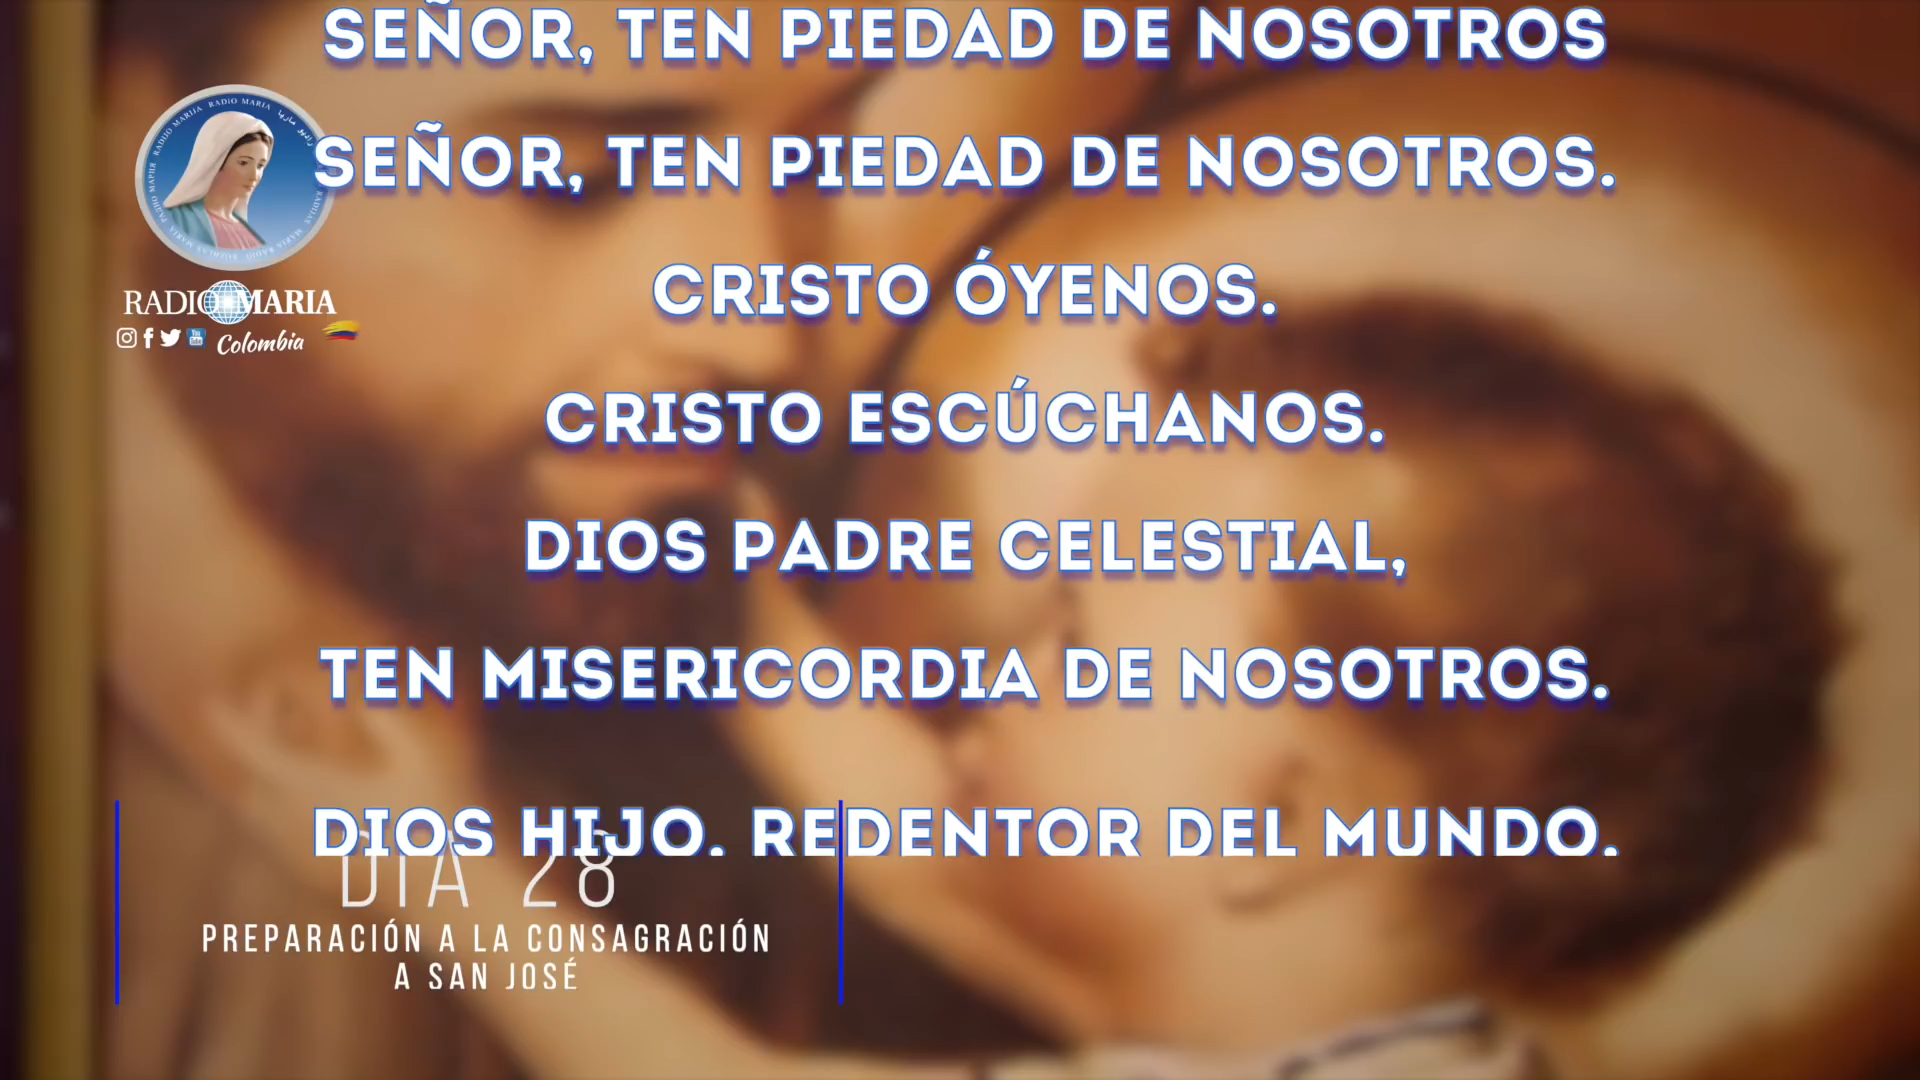 SEÑOR, TEN PIEDAD DE NOSOTROS
SEÑOR, TEN PIEDAD DE NOSOTROS.
CRISTO ÓYENOS.
CRISTO ESCÚCHANOS.
DIOS PADRE CELESTIAL,
TEN MISERICORDIA DE NOSOTROS.
DIOS HIJO. REDENTOR DEL MUNDO.
RADIO MARIA
Colombia
DÍA 28
PREPARACIÓN A LA CONSAGRACIÓN
A SAN JOSÉ